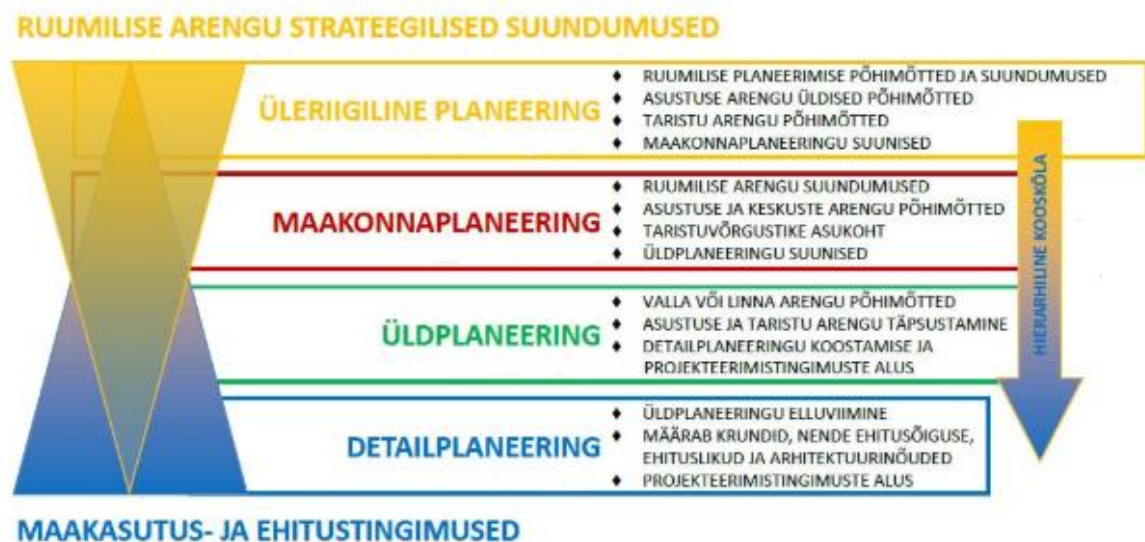 RUUMILISE ARENGU STRATEEGILISED SUUNDUMUSED
ÜLERIIGILINE PLANEERING
♦ RUUMILISE PLANEERIMISE PÕHIMÕTTED JA SUUNDUMUSED
♦ ASUSTUSE ARENGU ÜLDISED PÕHIMÕTTED
♦ TARISTU ARENGU PÕHIMÕTTED
♦ MAAKONNAPLANEERINGU SUUNISED
MAAKONNAPLANEERING
♦ RUUMILISE ARENGU SUUNDUMUSED
♦ ASUSTUSE JA KESKUSTE ARENGU PÕHIMÕTTED
♦ TARISTUVÕRGUSTIKE ASUKOHT
♦ ÜLDPLANEERINGU SUUNISED
ÜLDPLANEERING
♦ VALLA VÕI LINNA ARENGU PÕHIMÕTTED
♦ ASUSTUSE JA TARISTU ARENGU TÄPSUSTAMINE
♦ DETAILPLANEERINGU KOOSTAMISE JA
PROJEKTEERIMISTINGIMUSTE ALUS
DETAILPLANEERING
♦ ÜLDPLANEERINGU ELLUVIIMINE
♦ MÄÄRAB KRUNDID, NENDE EHITUSÕIGUSE,
EHITUSLIKUD JA ARHITEKTUURINÕUDED
♦ PROJEKTEERIMISTINGIMUSTE ALUS
HIERARHILINE KOOSKÕLA
MAAKASUTUS- JA EHITUSTINGIMUSED